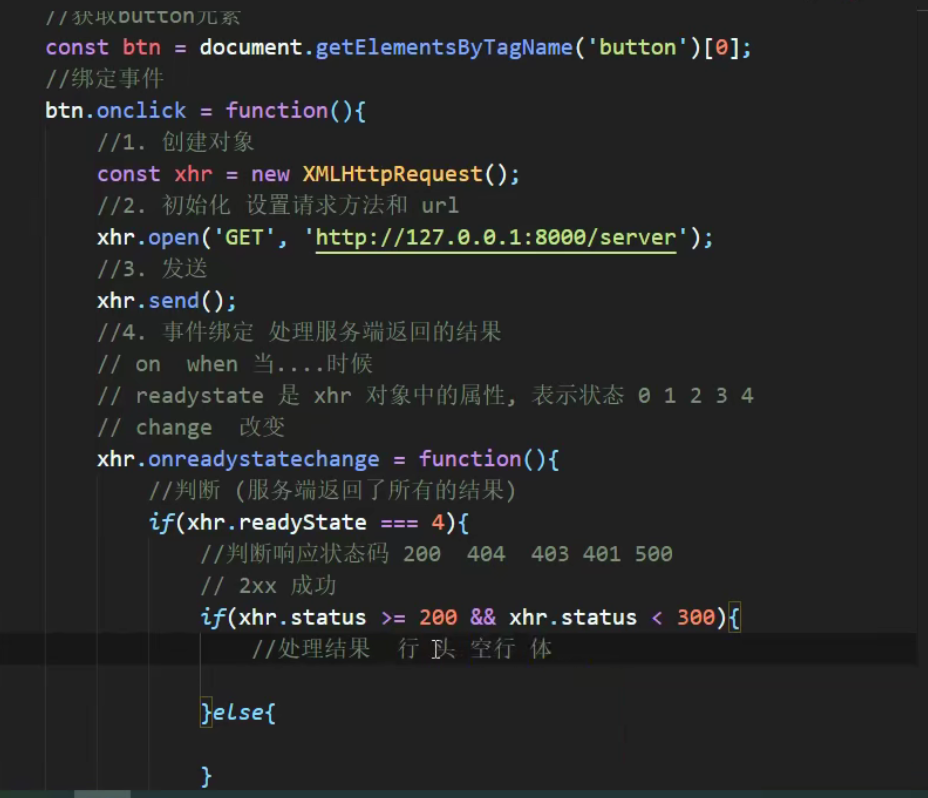 //获取button元素
const btn = document.getElementsByTagName('button')[0];
//绑定事件
btn.onclick = function(){
//1. 创建对象
const xhr = new XMLHttpRequest();
//2. 初始化 设置请求方法和 url
xhr.open('GET', 'http://127.0.0.1:8000/server');
//3. 发送
xhr.send();
//4. 事件绑定 处理服务端返回的结果
// on  when 当....时候
// readystate 是 xhr 对象中的属性, 表示状态 0 1 2 3 4
// change  改变
xhr.onreadystatechange = function(){
//判断 (服务端返回了所有的结果)
if(xhr.readyState === 4){
//判断响应状态码 200  404  403 401 500
// 2xx 成功
if(xhr.status >= 200 && xhr.status < 300){
//处理结果  行 头 空行 体
}else{
}